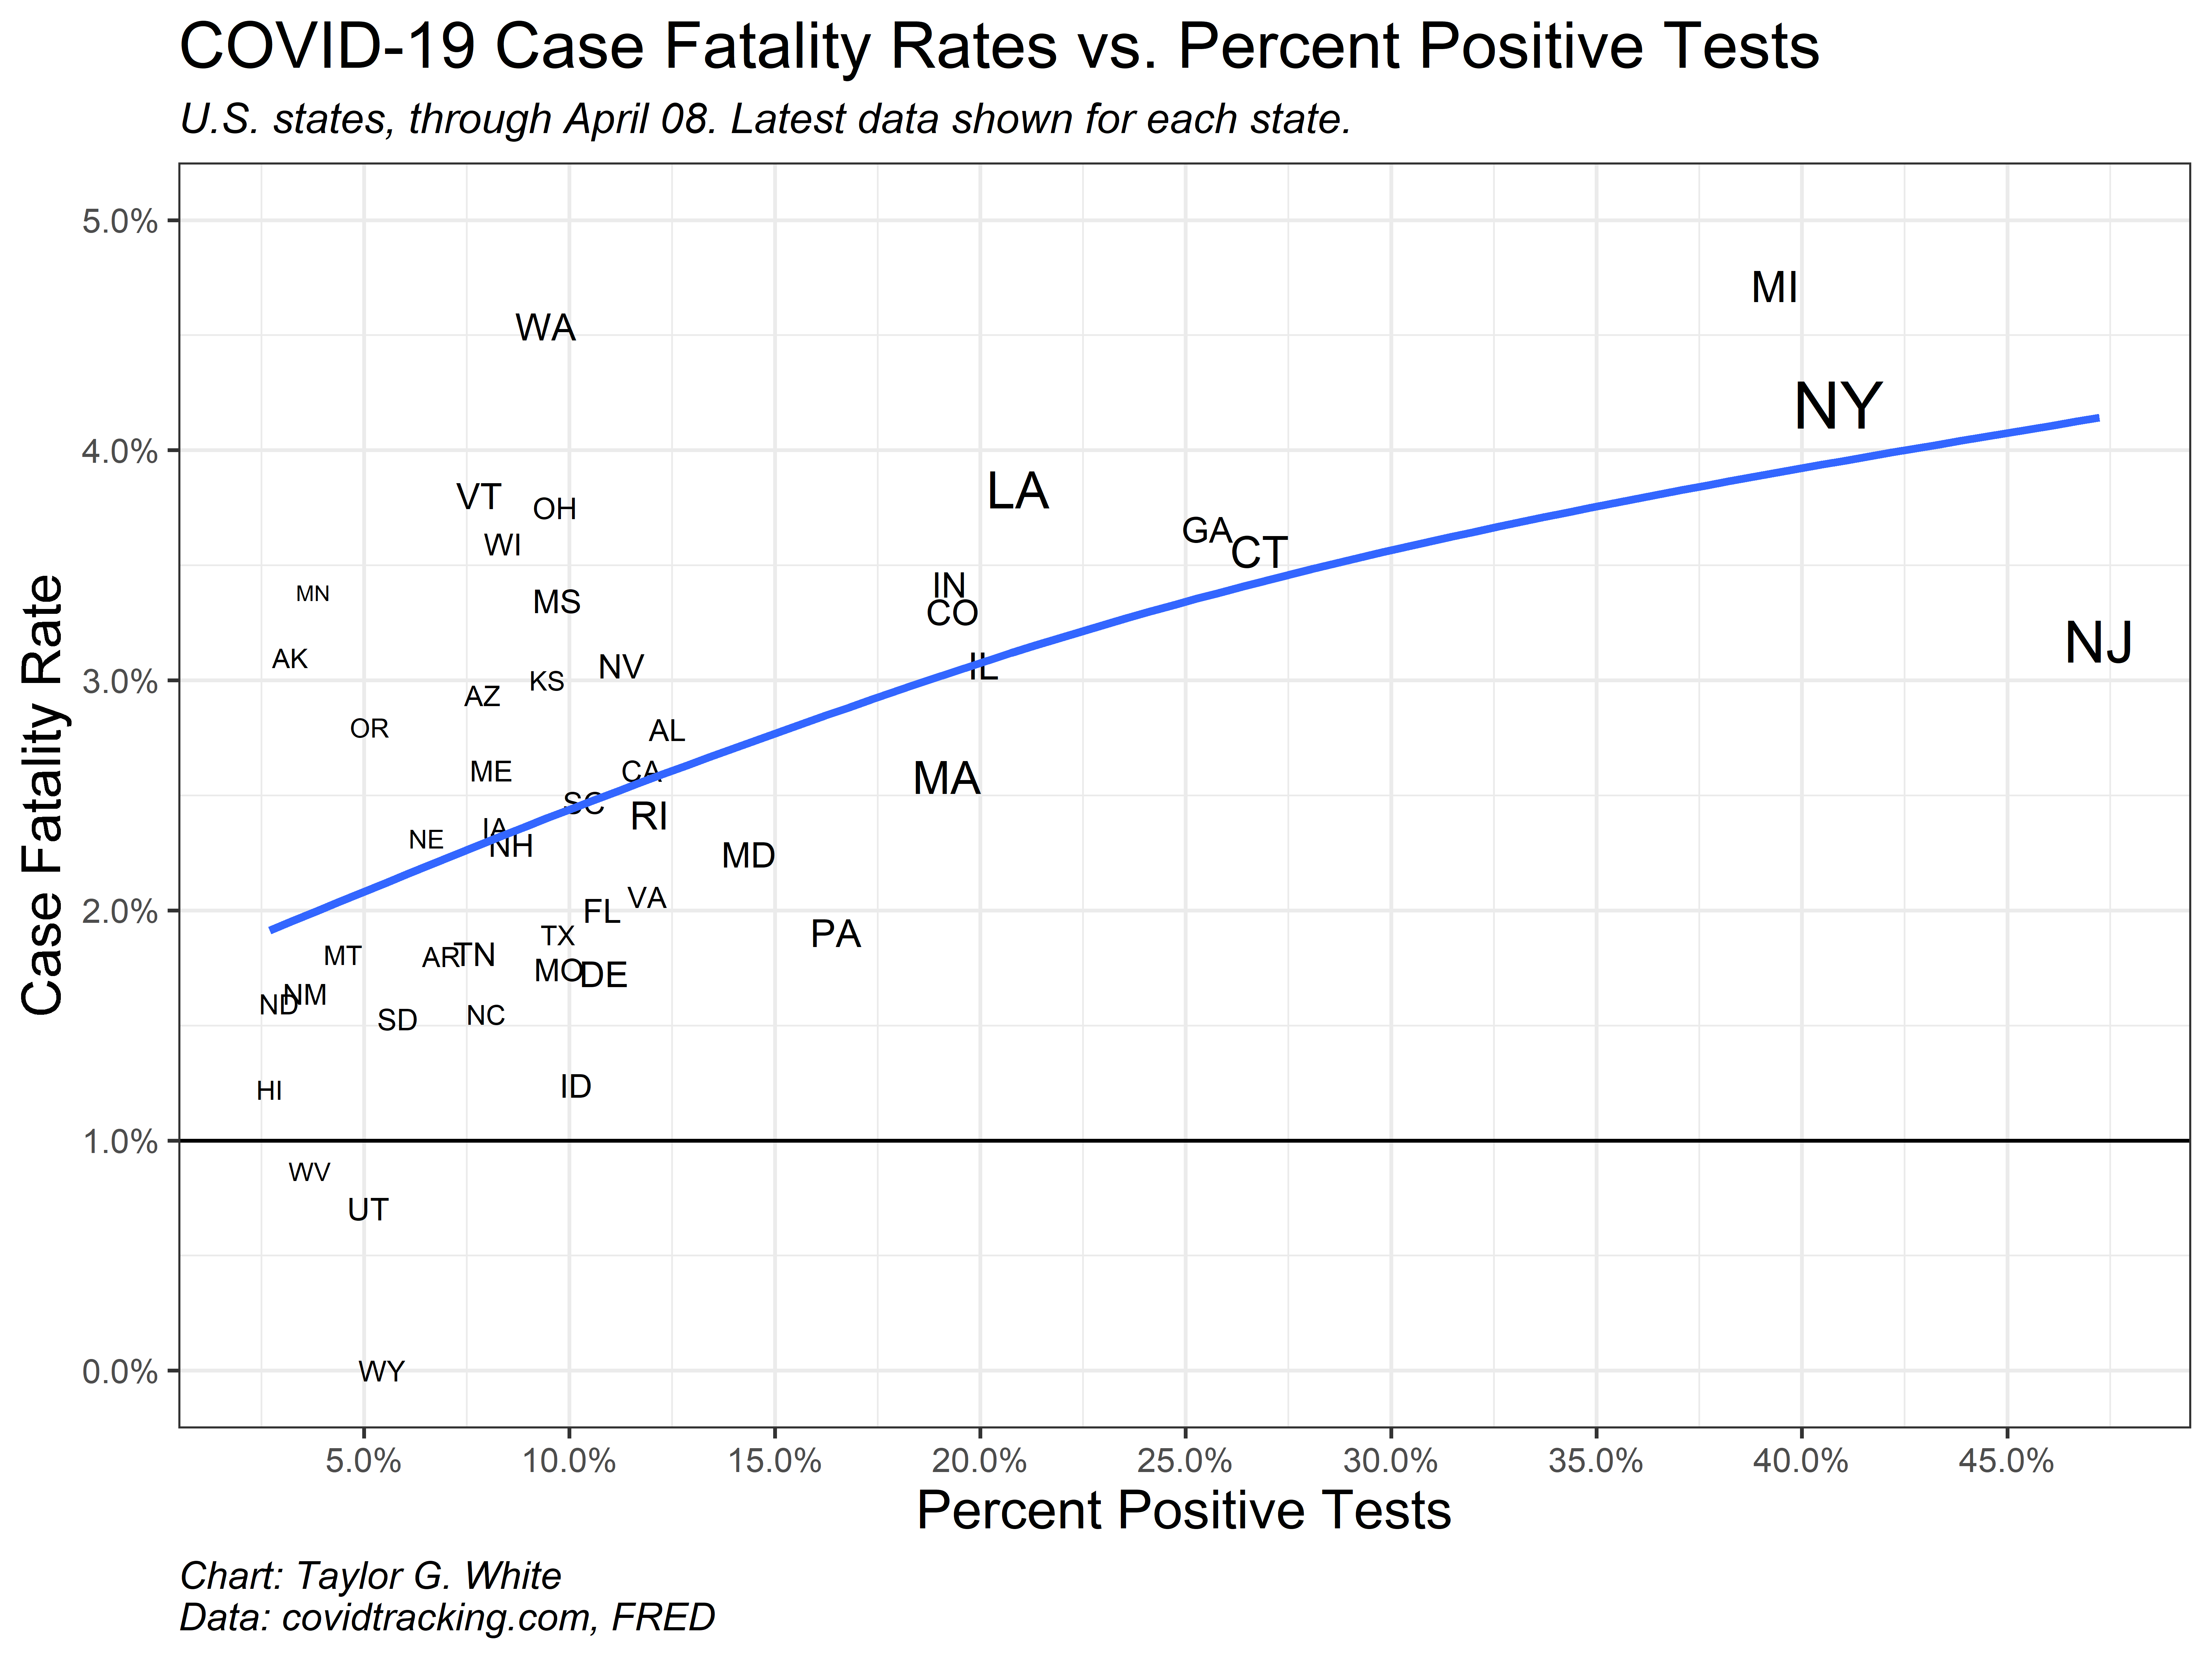 COVID-19 Case Fatality Rates vs. Percent Positive Tests
U.S. states, through April 08. Latest data shown for each state.
Case Fatality Rate
5.0%
4.0%
3.0%
2.0%
1.0%
0.0%
MI
WA
NY
VT
OH
LA
WI
GA
CT
MN
IN
MS
CO
NJ
AK
NV
IL
KS
AZ
OR
AL
ME
CA
MA
SC
RI
IA
NE
NH
MD
VA
FL
PA
TX
MT
AR
TN
MO
DE
NM
ND
SD
NC
HI
ID
WV
UT
WY
5.0%
10.0%
15.0%
20.0%
25.0%
30.0%
35.0%
40.0%
45.0%
Percent Positive Tests
Chart: Taylor G. White
Data: covidtracking.com, FRED